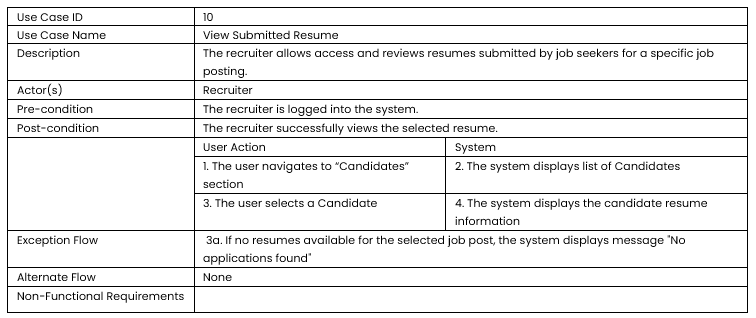 Use Case ID 10
Use Case Name View Submitted Resume
Description The recruiter allows access and reviews resumes submitted by job seekers for a specific job
posting.
Actor(s) Recruiter
Pre-condition The recruiter is logged into the system.
Post-condition The recruiter successfully views the selected resume.
User Action System
1. The user navigates to “Candidates” 2. The system displays list of Candidates
section
3. The user selects a Candidate 4. The system displays the candidate resume
information
Exception Flow 3a. If no resumes available for the selected job post, the system displays message "No
applications found"
Alternate Flow None
Non-Functional Requirements